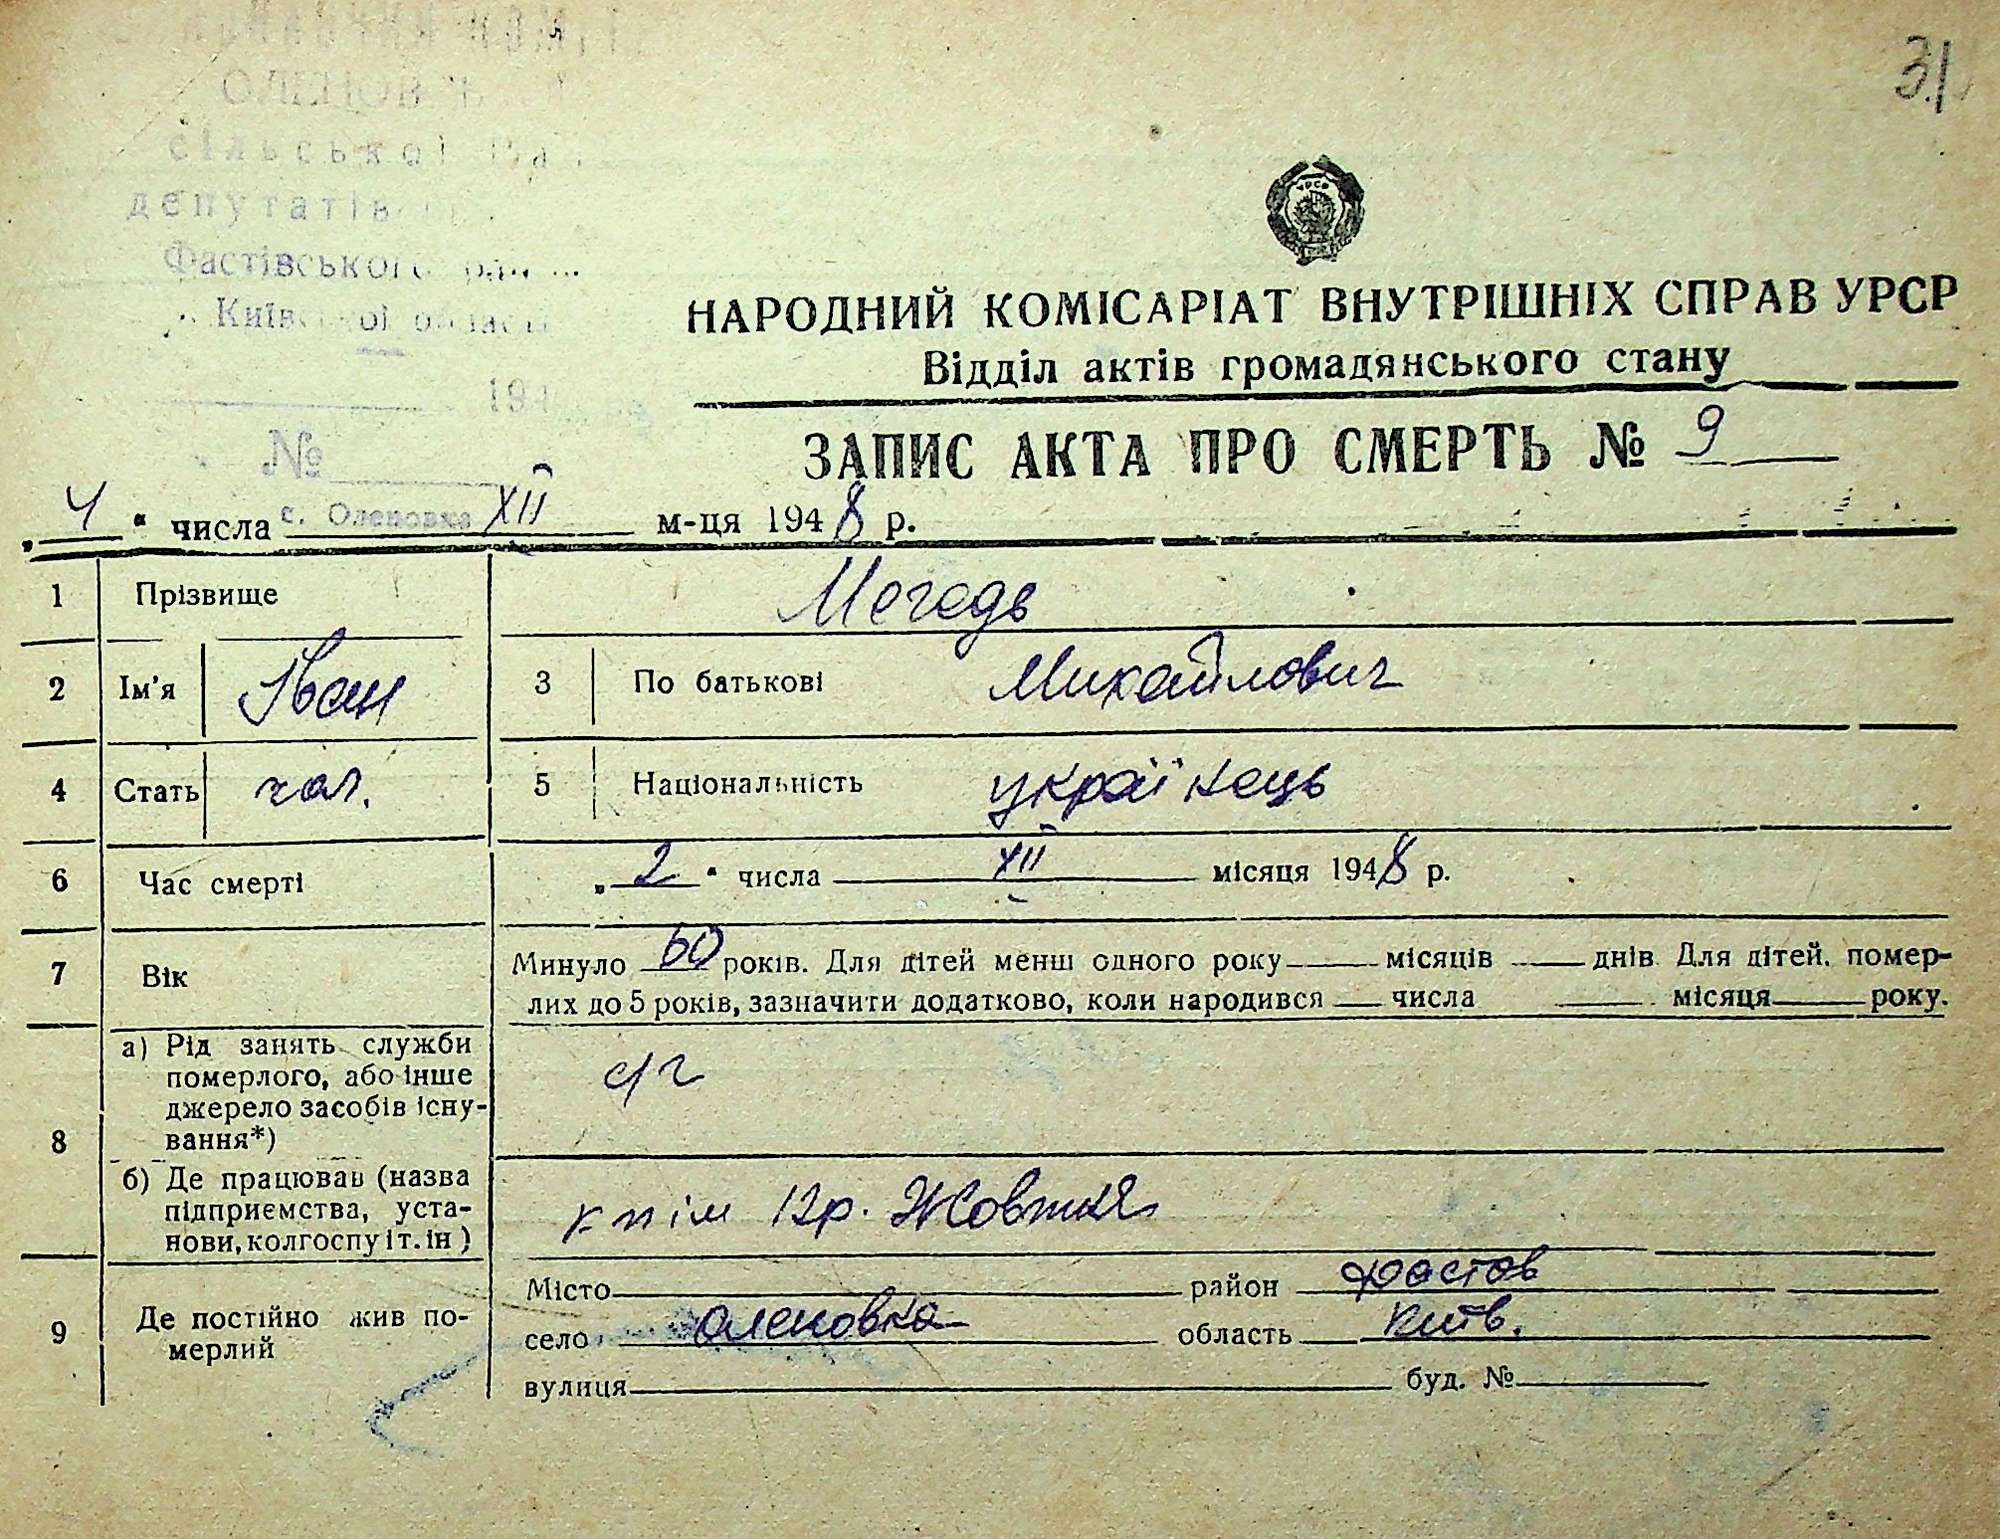 31
сільської
депутатів
Фастівського
Київської області
194
№
с. Оленовка
УРСР
НАРОДНИЙ КОМІСАРІАТ ВНУТРІШНІХ СПРАВ УРСР
Відділ актів громадянського стану
ЗАПИС АКТА ПРО СМЕРТЬ № 9
„ 4 “ числа XII м-ця 1948 р.
1 Прізвище Мегедь
2 Ім'я Іван 3 По батькові Михайлович
4 Стать чол. 5 Національність українець
6 Час смерті „ 2 “ числа XII місяця 1948 р.
7 Вік Минуло 60 років. Для дітей менш одного року місяців днів. Для дітей, помер-
лих до 5 років, зазначити додатково, коли народився числа місяця року.
8 а) Рід занять служби
померлого, або інше
джерело засобів існу-
вання*)
с/г
б) Де працював (назва
підприємства, уста-
нови, колгоспу і т. ін)
к-п ім 12 р. Жовтня
9 Де постійно жив по-
мерлий
Місто район Фастов
село Оленовка область Київ.
вулиця буд. №